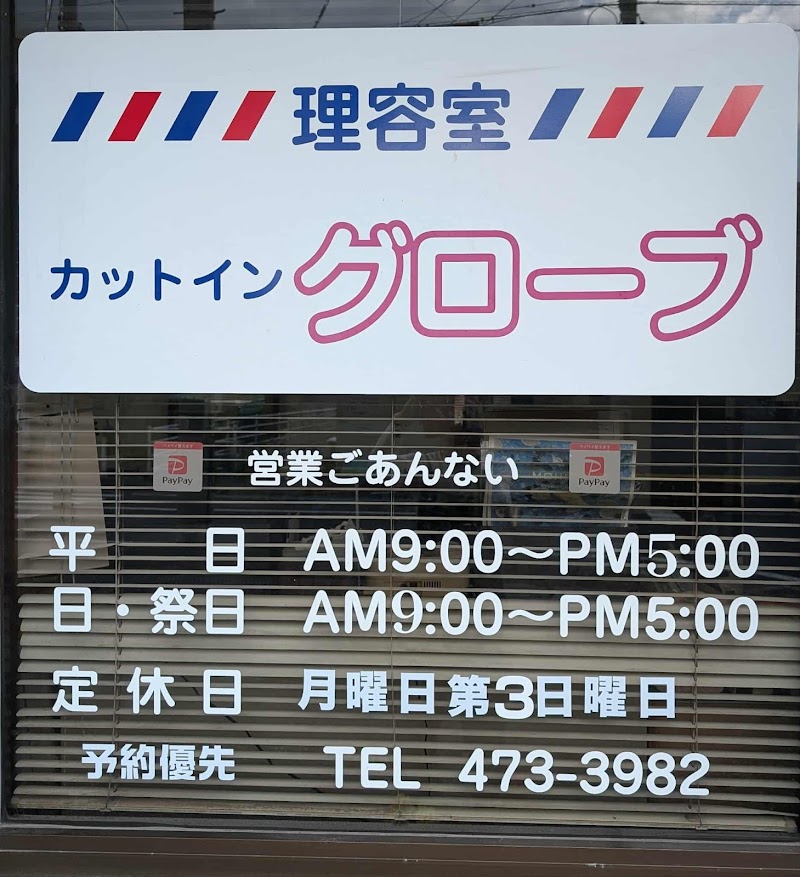 理容室
カットイン グローブ
営業ごあんない
PayPay
PayPay
平日 AM9:00～PM5:00
日・祭日 AM9:00～PM5:00
定休日 月曜日第3日曜日
予約優先 TEL 473-3982